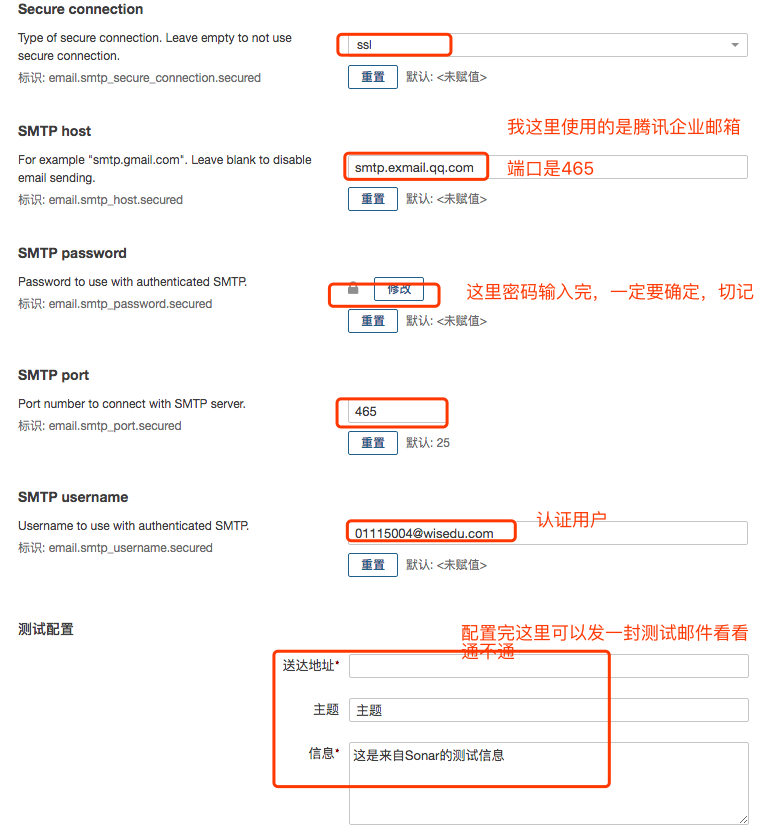 Secure connection
Type of secure connection. Leave empty to not use
secure connection.
标识: email.smtp_secure_connection.secured
ssl
重置 默认: <未赋值>
SMTP host
我这里使用的是腾讯企业邮箱
For example "smtp.gmail.com". Leave blank to disable
email sending.
标识: email.smtp_host.secured
smtp.exmail.qq.com
端口是465
重置 默认: <未赋值>
SMTP password
Password to use with authenticated SMTP.
标识: email.smtp_password.secured
修改
这里密码输入完，一定要确定，切记
重置 默认: <未赋值>
SMTP port
Port number to connect with SMTP server.
标识: email.smtp_port.secured
465
重置 默认: 25
SMTP username
Username to use with authenticated SMTP.
标识: email.smtp_username.secured
认证用户
01115004@wisedu.com
重置 默认: <未赋值>
测试配置
配置完这里可以发一封测试邮件看看
通不通
送达地址*
主题 主题
信息* 这是来自Sonar的测试信息